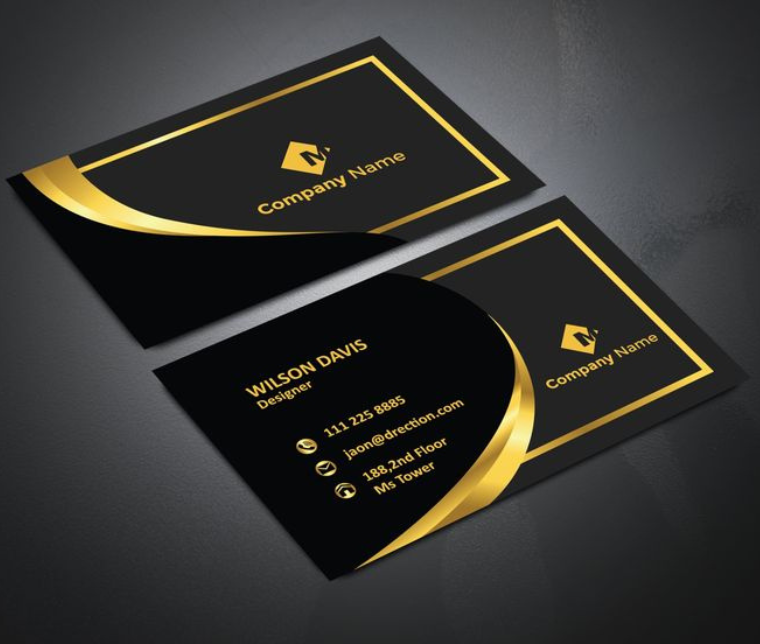 M
Company Name
WILSON DAVIS
Designer
111 225 8885
jaon@drection.com
188,2nd Floor
Ms Tower
M
Company Name